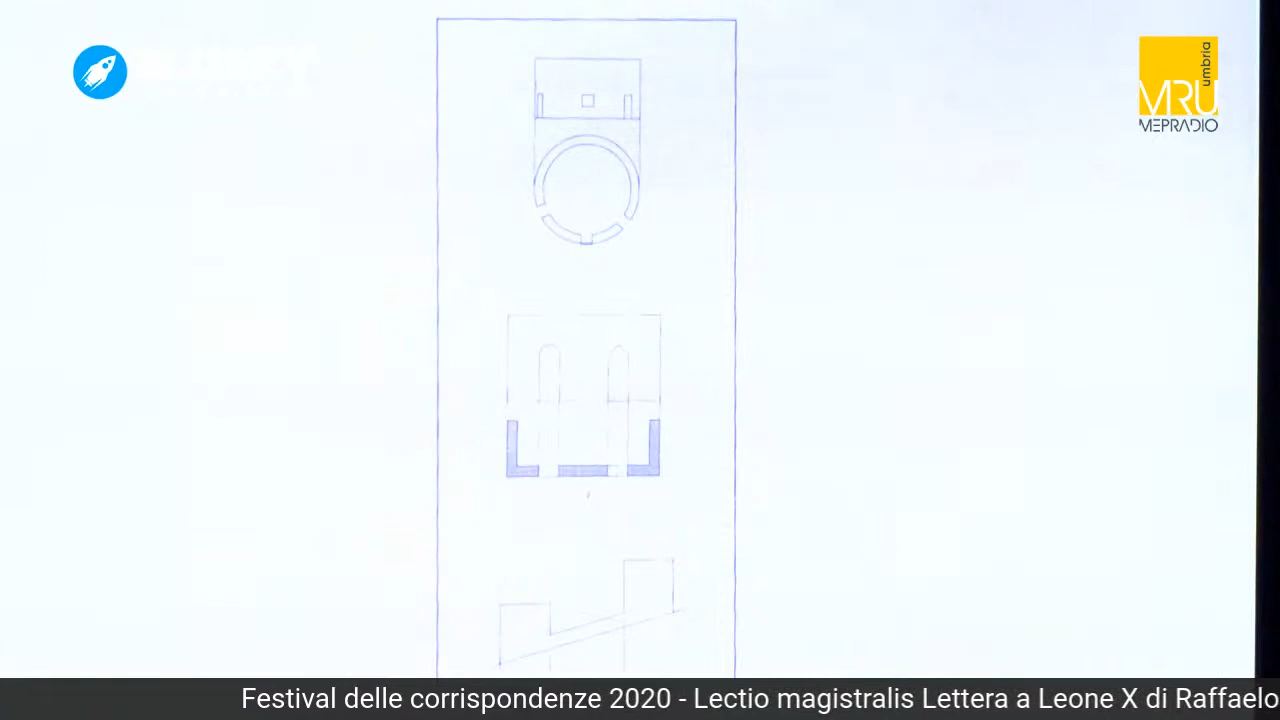 umbria
MRU
MEPRADIO
Festival delle corrispondenze 2020 - Lectio magistralis Lettera a Leone X di Raffaelo